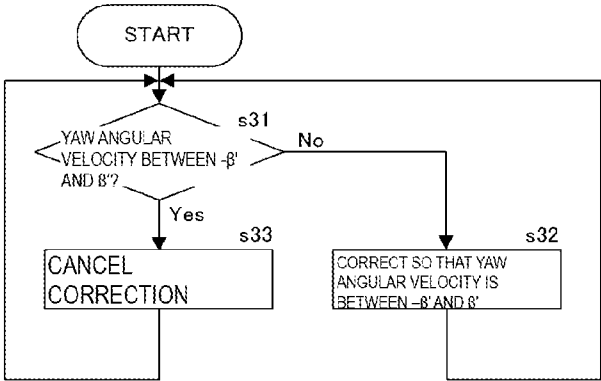 START
s31
YAW ANGULAR
VELOCITY BETWEEN -β'
AND β'?
No
Yes
s33
CANCEL
CORRECTION
s32
CORRECT SO THAT YAW
ANGULAR VELOCITY IS
BETWEEN –β' AND β'